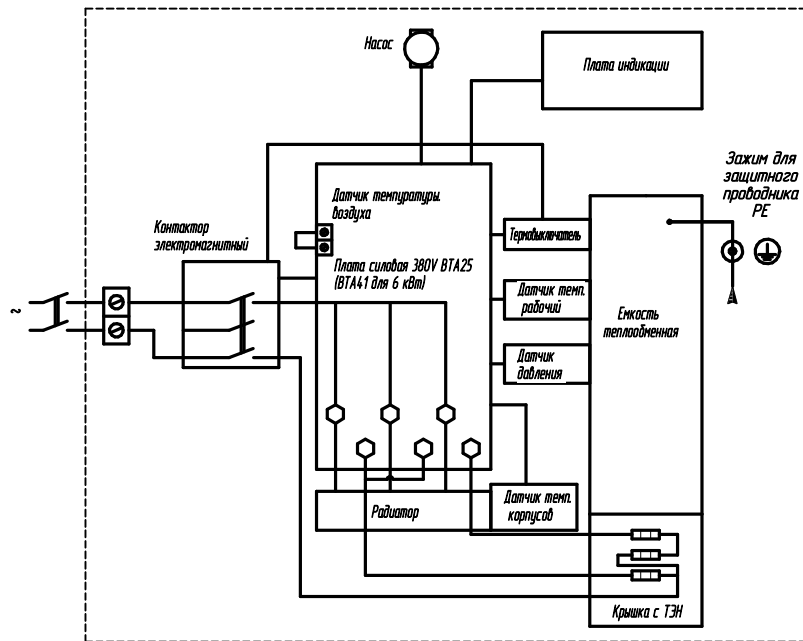 Насос
Плата индикации
Зажим для
защитного
проводника
PE
Датчик темпуратуры.
воздуха
Контактор
электромагнитный
Термовыключатель
Плата силовая 380V BTA25
(BTA41 для 6 кВт)
Датчик темп.
рабочий
Емкость
теплообменная
~
Датчик
давления
Радиатор
Датчик темп.
корпусов
Крышка с ТЭН